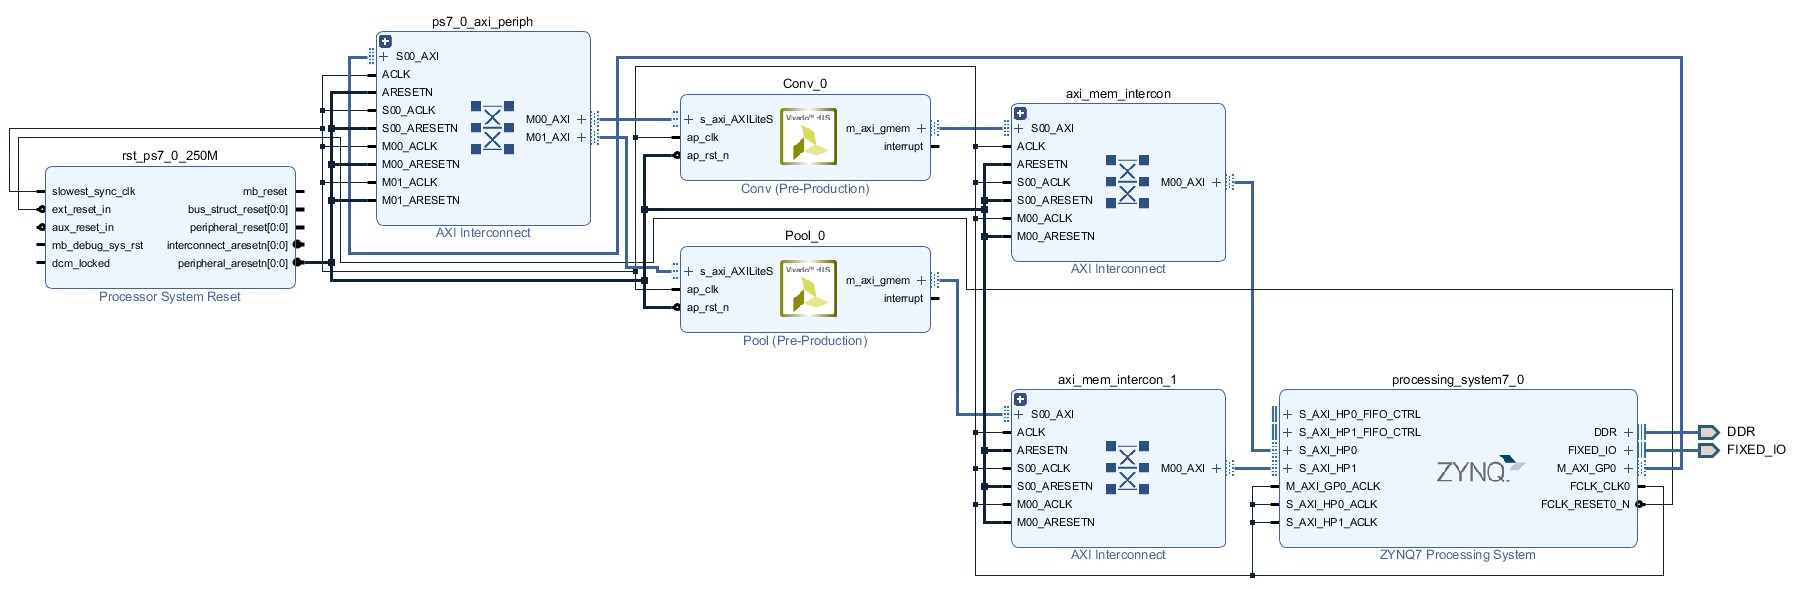 ps7_0_axi_periph
S00_AXI
ACLK
ARESETN
S00_ACLK
S00_ARESETN
M00_ACLK
M00_ARESETN
M01_ACLK
M01_ARESETN
M00_AXI
M01_AXI
AXI Interconnect
rst_ps7_0_250M
slowest_sync_clk
ext_reset_in
aux_reset_in
mb_debug_sys_rst
dcm_locked
mb_reset
bus_struct_reset[0:0]
peripheral_reset[0:0]
interconnect_aresetn[0:0]
peripheral_aresetn[0:0]
Processor System Reset
Conv_0
s_axi_AXILiteS
ap_clk
ap_rst_n
Vivado™ HLS
m_axi_gmem
interrupt
Conv (Pre-Production)
Pool_0
s_axi_AXILiteS
ap_clk
ap_rst_n
Vivado™ HLS
m_axi_gmem
interrupt
Pool (Pre-Production)
axi_mem_intercon
S00_AXI
ACLK
ARESETN
S00_ACLK
S00_ARESETN
M00_ACLK
M00_ARESETN
M00_AXI
AXI Interconnect
axi_mem_intercon_1
S00_AXI
ACLK
ARESETN
S00_ACLK
S00_ARESETN
M00_ACLK
M00_ARESETN
M00_AXI
AXI Interconnect
processing_system7_0
S_AXI_HP0_FIFO_CTRL
S_AXI_HP1_FIFO_CTRL
S_AXI_HP0
S_AXI_HP1
M_AXI_GP0_ACLK
S_AXI_HP0_ACLK
S_AXI_HP1_ACLK
ZYNQ
DDR
FIXED_IO
M_AXI_GP0
FCLK_CLK0
FCLK_RESET0_N
ZYNQ7 Processing System
DDR
FIXED_IO